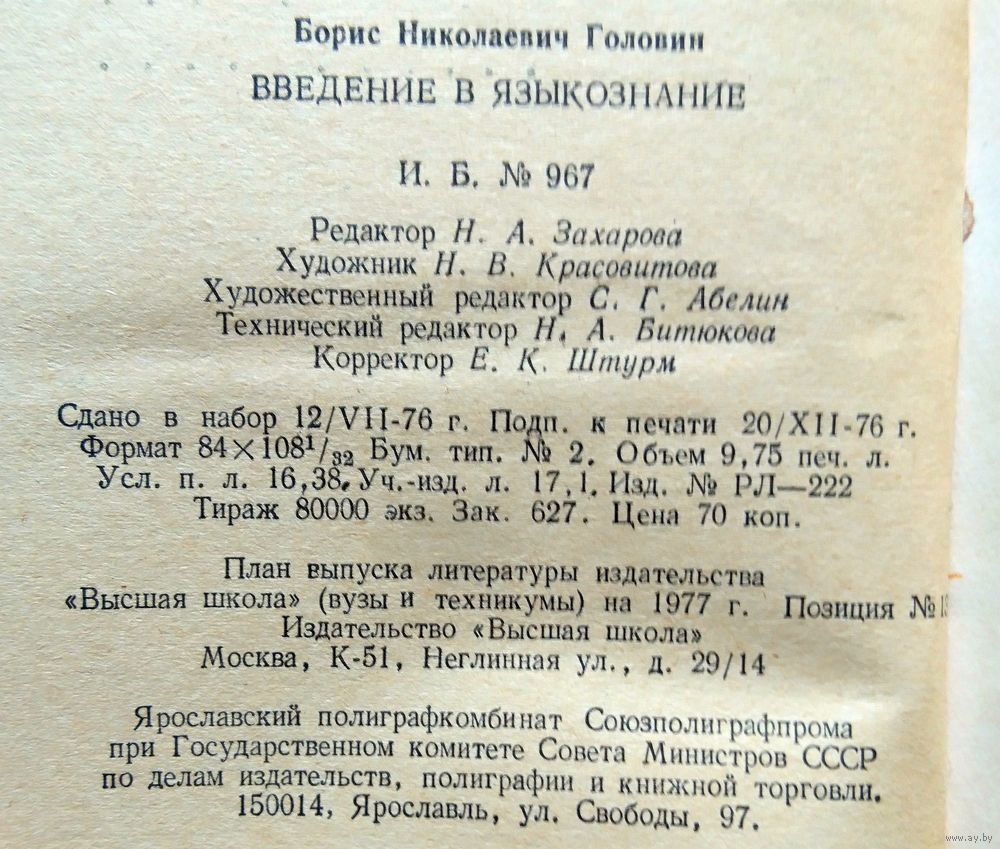 Борис Николаевич Головин
ВВЕДЕНИЕ В ЯЗЫКОЗНАНИЕ
И. Б. № 967
Редактор Н. А. Захарова
Художник Н. В. Красовитова
Художественный редактор С. Г. Абелин
Технический редактор Н. А. Битюкова
Корректор Е. К. Штурм
Сдано в набор 12/VII-76 г. Подп. к печати 20/XII-76 г.
Формат 84×108¹/₃₂ Бум. тип. № 2. Объем 9,75 печ. л.
Усл. п. л. 16,38. Уч.-изд. л. 17,1. Изд. № РЛ—222
Тираж 80000 экз. Зак. 627. Цена 70 коп.
План выпуска литературы издательства
«Высшая школа» (вузы и техникумы) на 1977 г. Позиция №
Издательство «Высшая школа»
Москва, К-51, Неглинная ул., д. 29/14
Ярославский полиграфкомбинат Союзполиграфпрома
при Государственном комитете Совета Министров СССР
по делам издательств, полиграфии и книжной торговли.
150014, Ярославль, ул. Свободы, 97.
www.ay.by